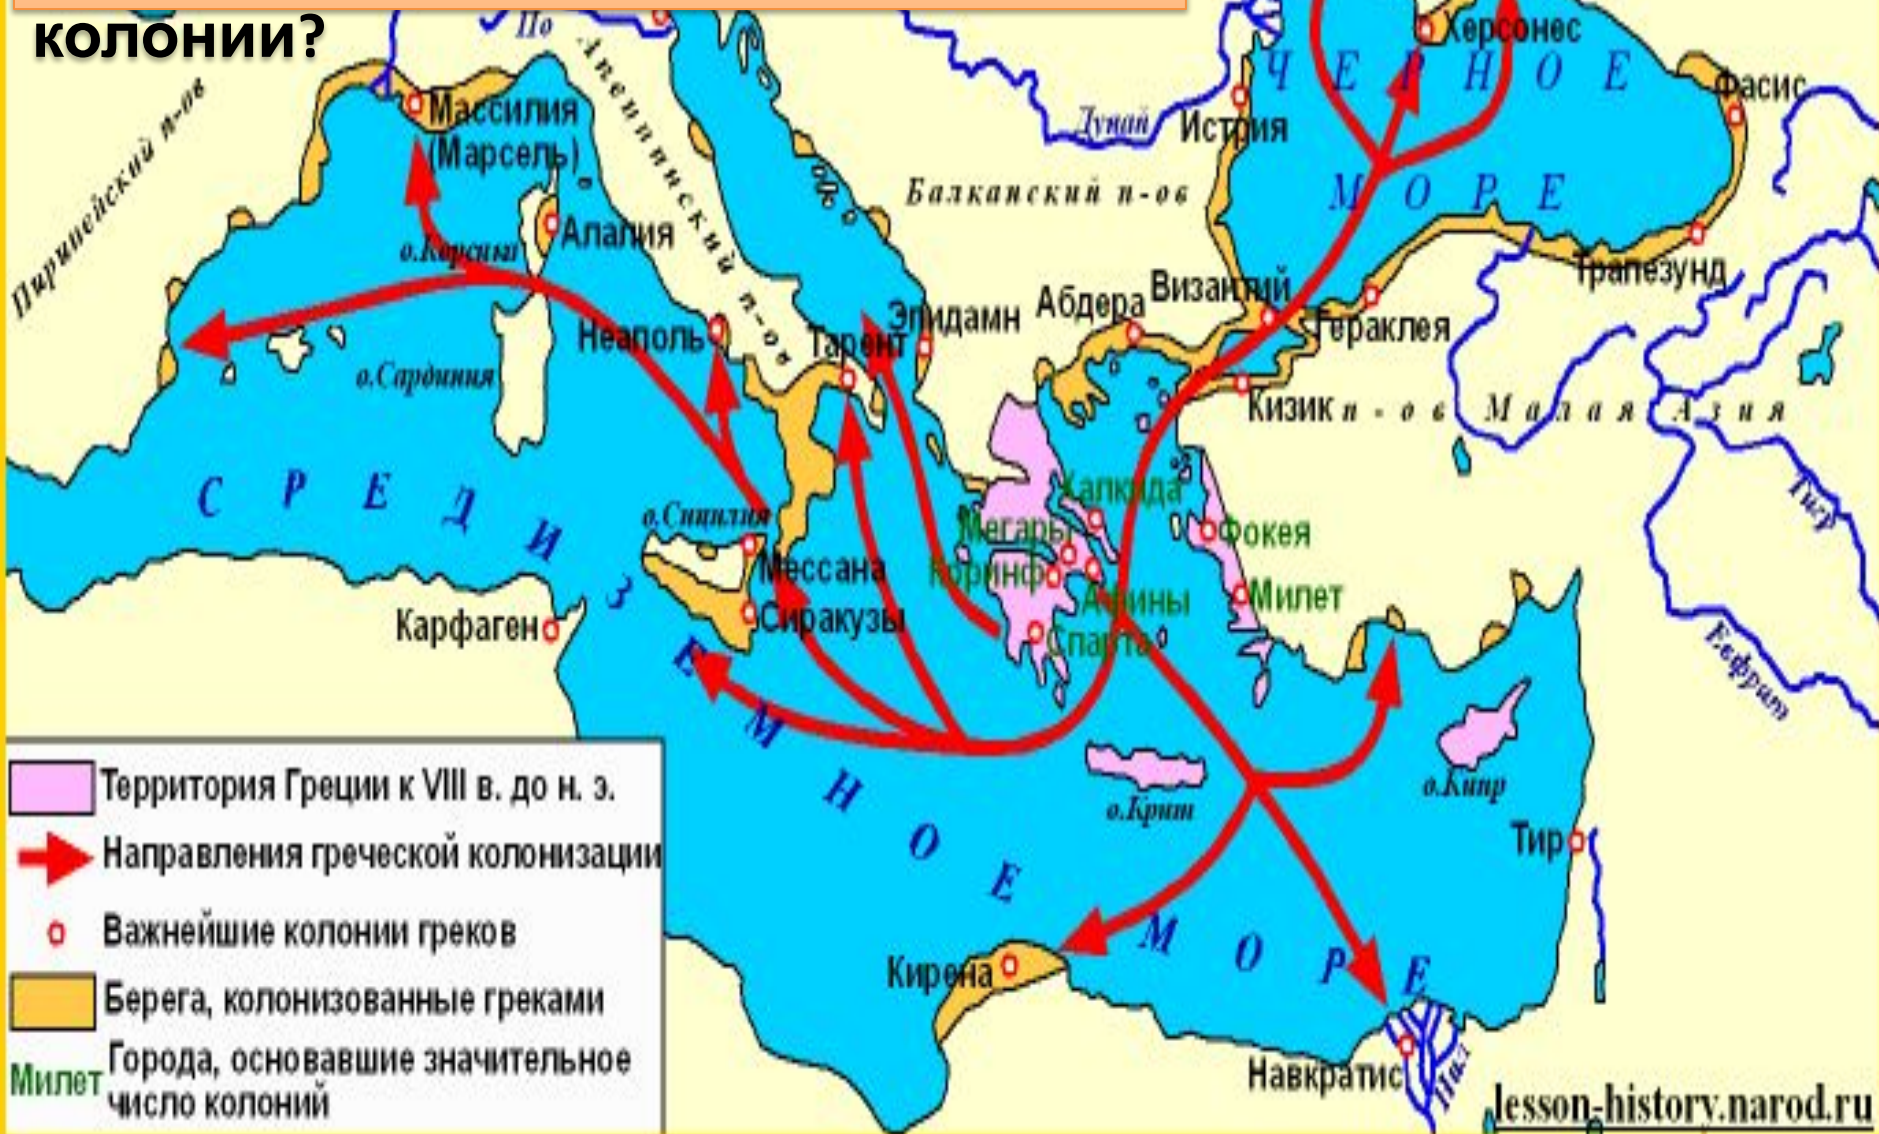 колонии?
По
Херсонес
ЧЕРНОЕ
Фасис
Массилия
(Марсель)
Апеннинский п-ов
Дунай
Истрия
Пиринейский п-ов
Балканский п-ов
МОРЕ
о.Корсика
Алалия
Трапезунд
Византий
Абдера
Эпидамн
Гераклея
Неаполь
Тарент
о.Сардиния
Кизик
п-ов Малая Азия
СРЕДИЗЕМНОЕ МОРЕ
Халкида
Тигр
о.Сицилия
Мегары
Фокея
Мессана
Коринф
Афины
Милет
Карфаген
Сиракузы
Спарта
Евфрат
о.Кипр
о.Крит
Тир
Кирена
Навкратис
Нил
Территория Греции к VIII в. до н. э.
Направления греческой колонизации
Важнейшие колонии греков
Берега, колонизованные греками
Милет Города, основавшие значительное
число колоний
lesson-history.narod.ru